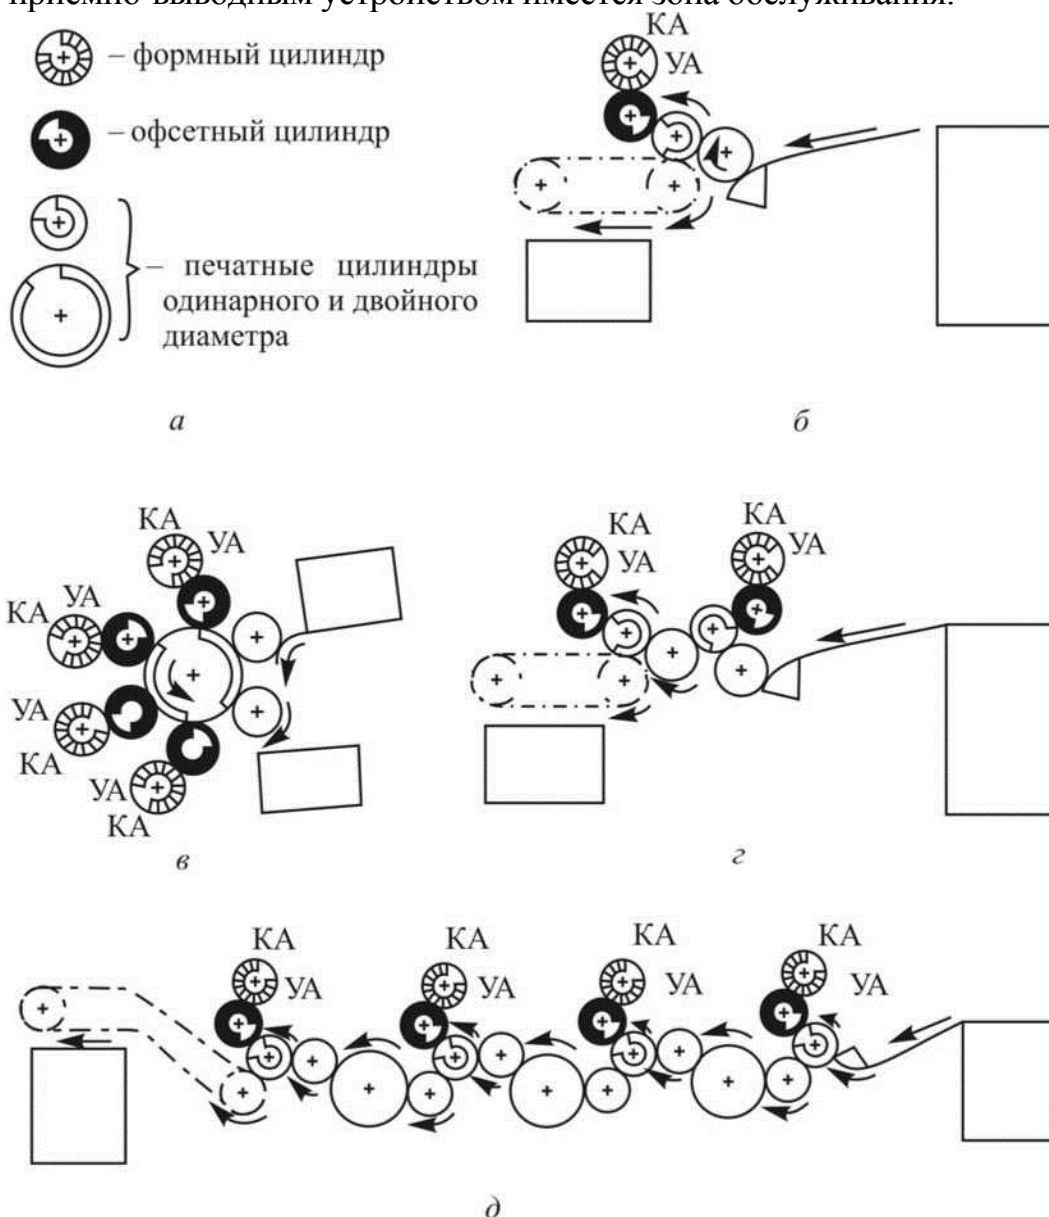 приемно-выводным устройством имеется зона обслуживания.
– формный цилиндр
– офсетный цилиндр
– печатные цилиндры
одинарного и двойного
диаметра
а
КА
УА
б
КА
УА
КА
УА
УА
КА
УА
КА
в
КА
УА
КА
УА
г
КА
УА
КА
УА
КА
УА
КА
УА
д